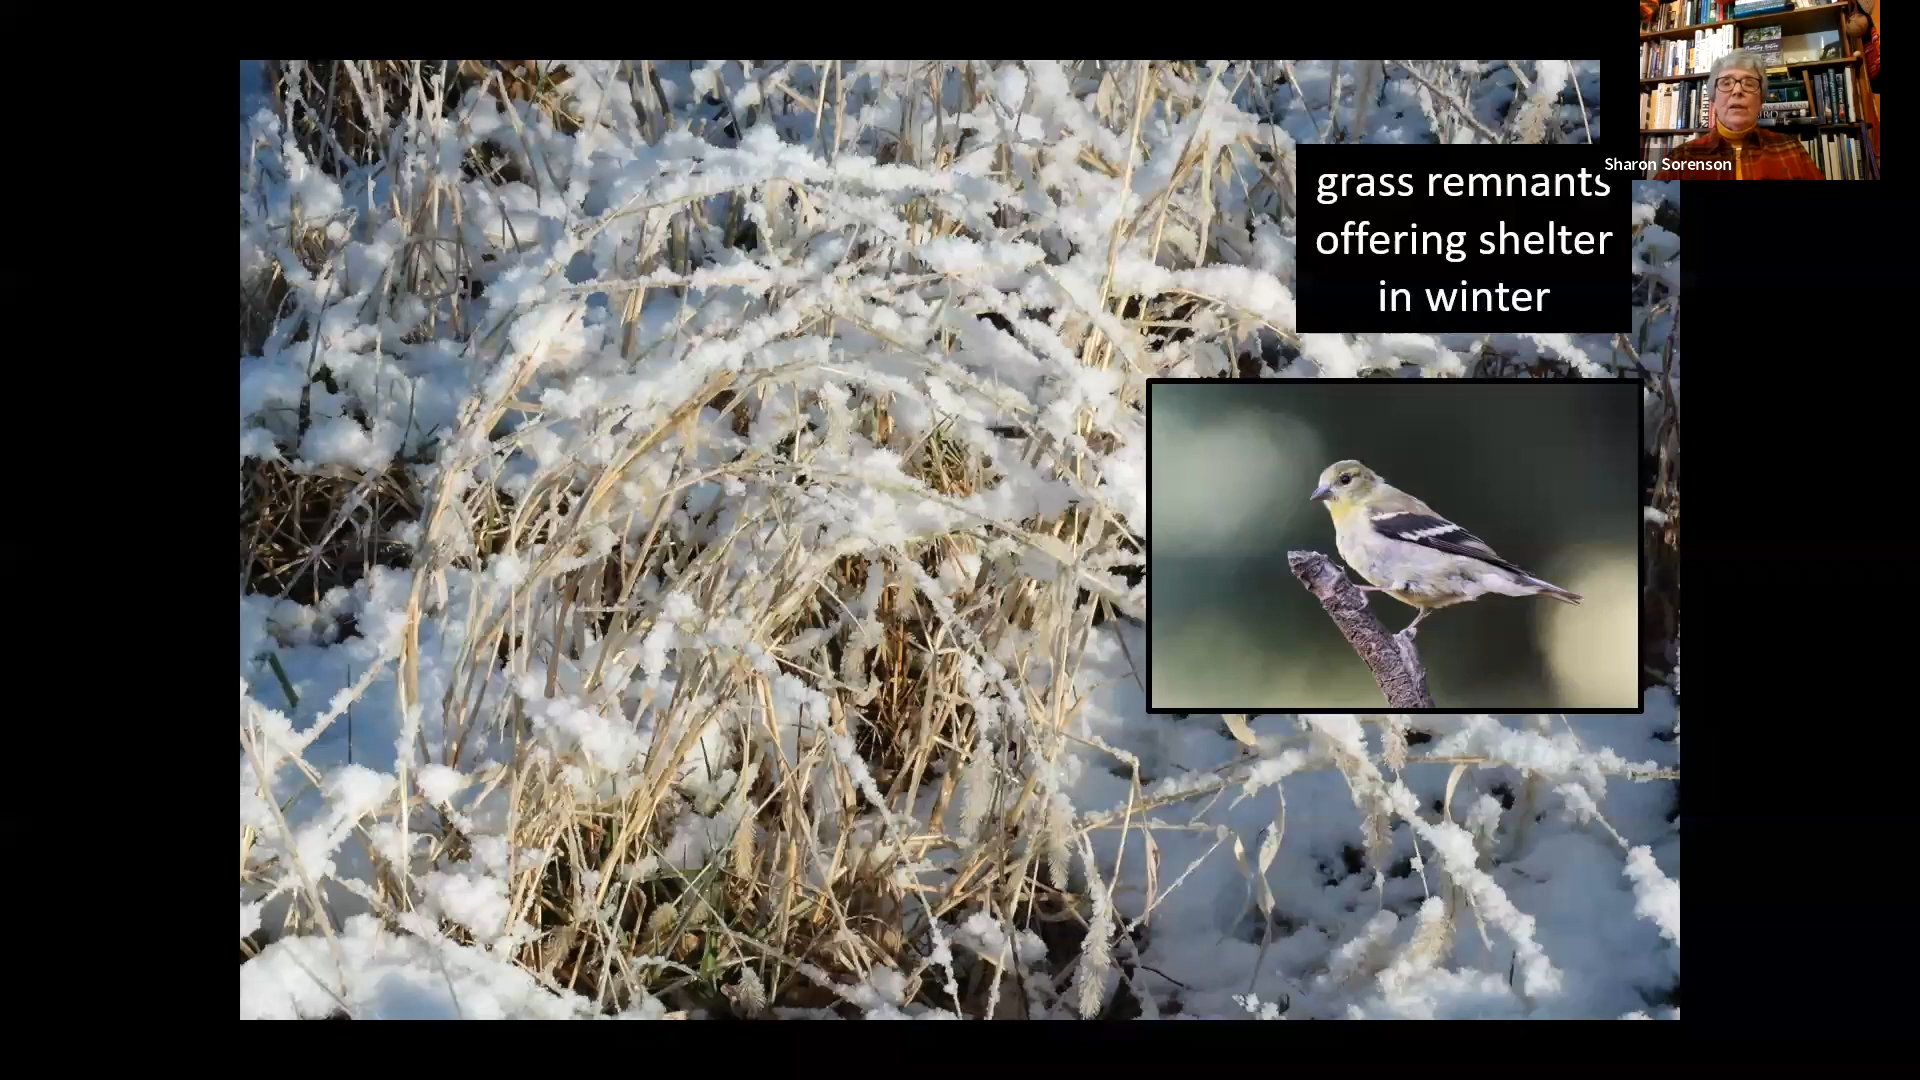 Sharon Sorenson
grass remnants
offering shelter
in winter